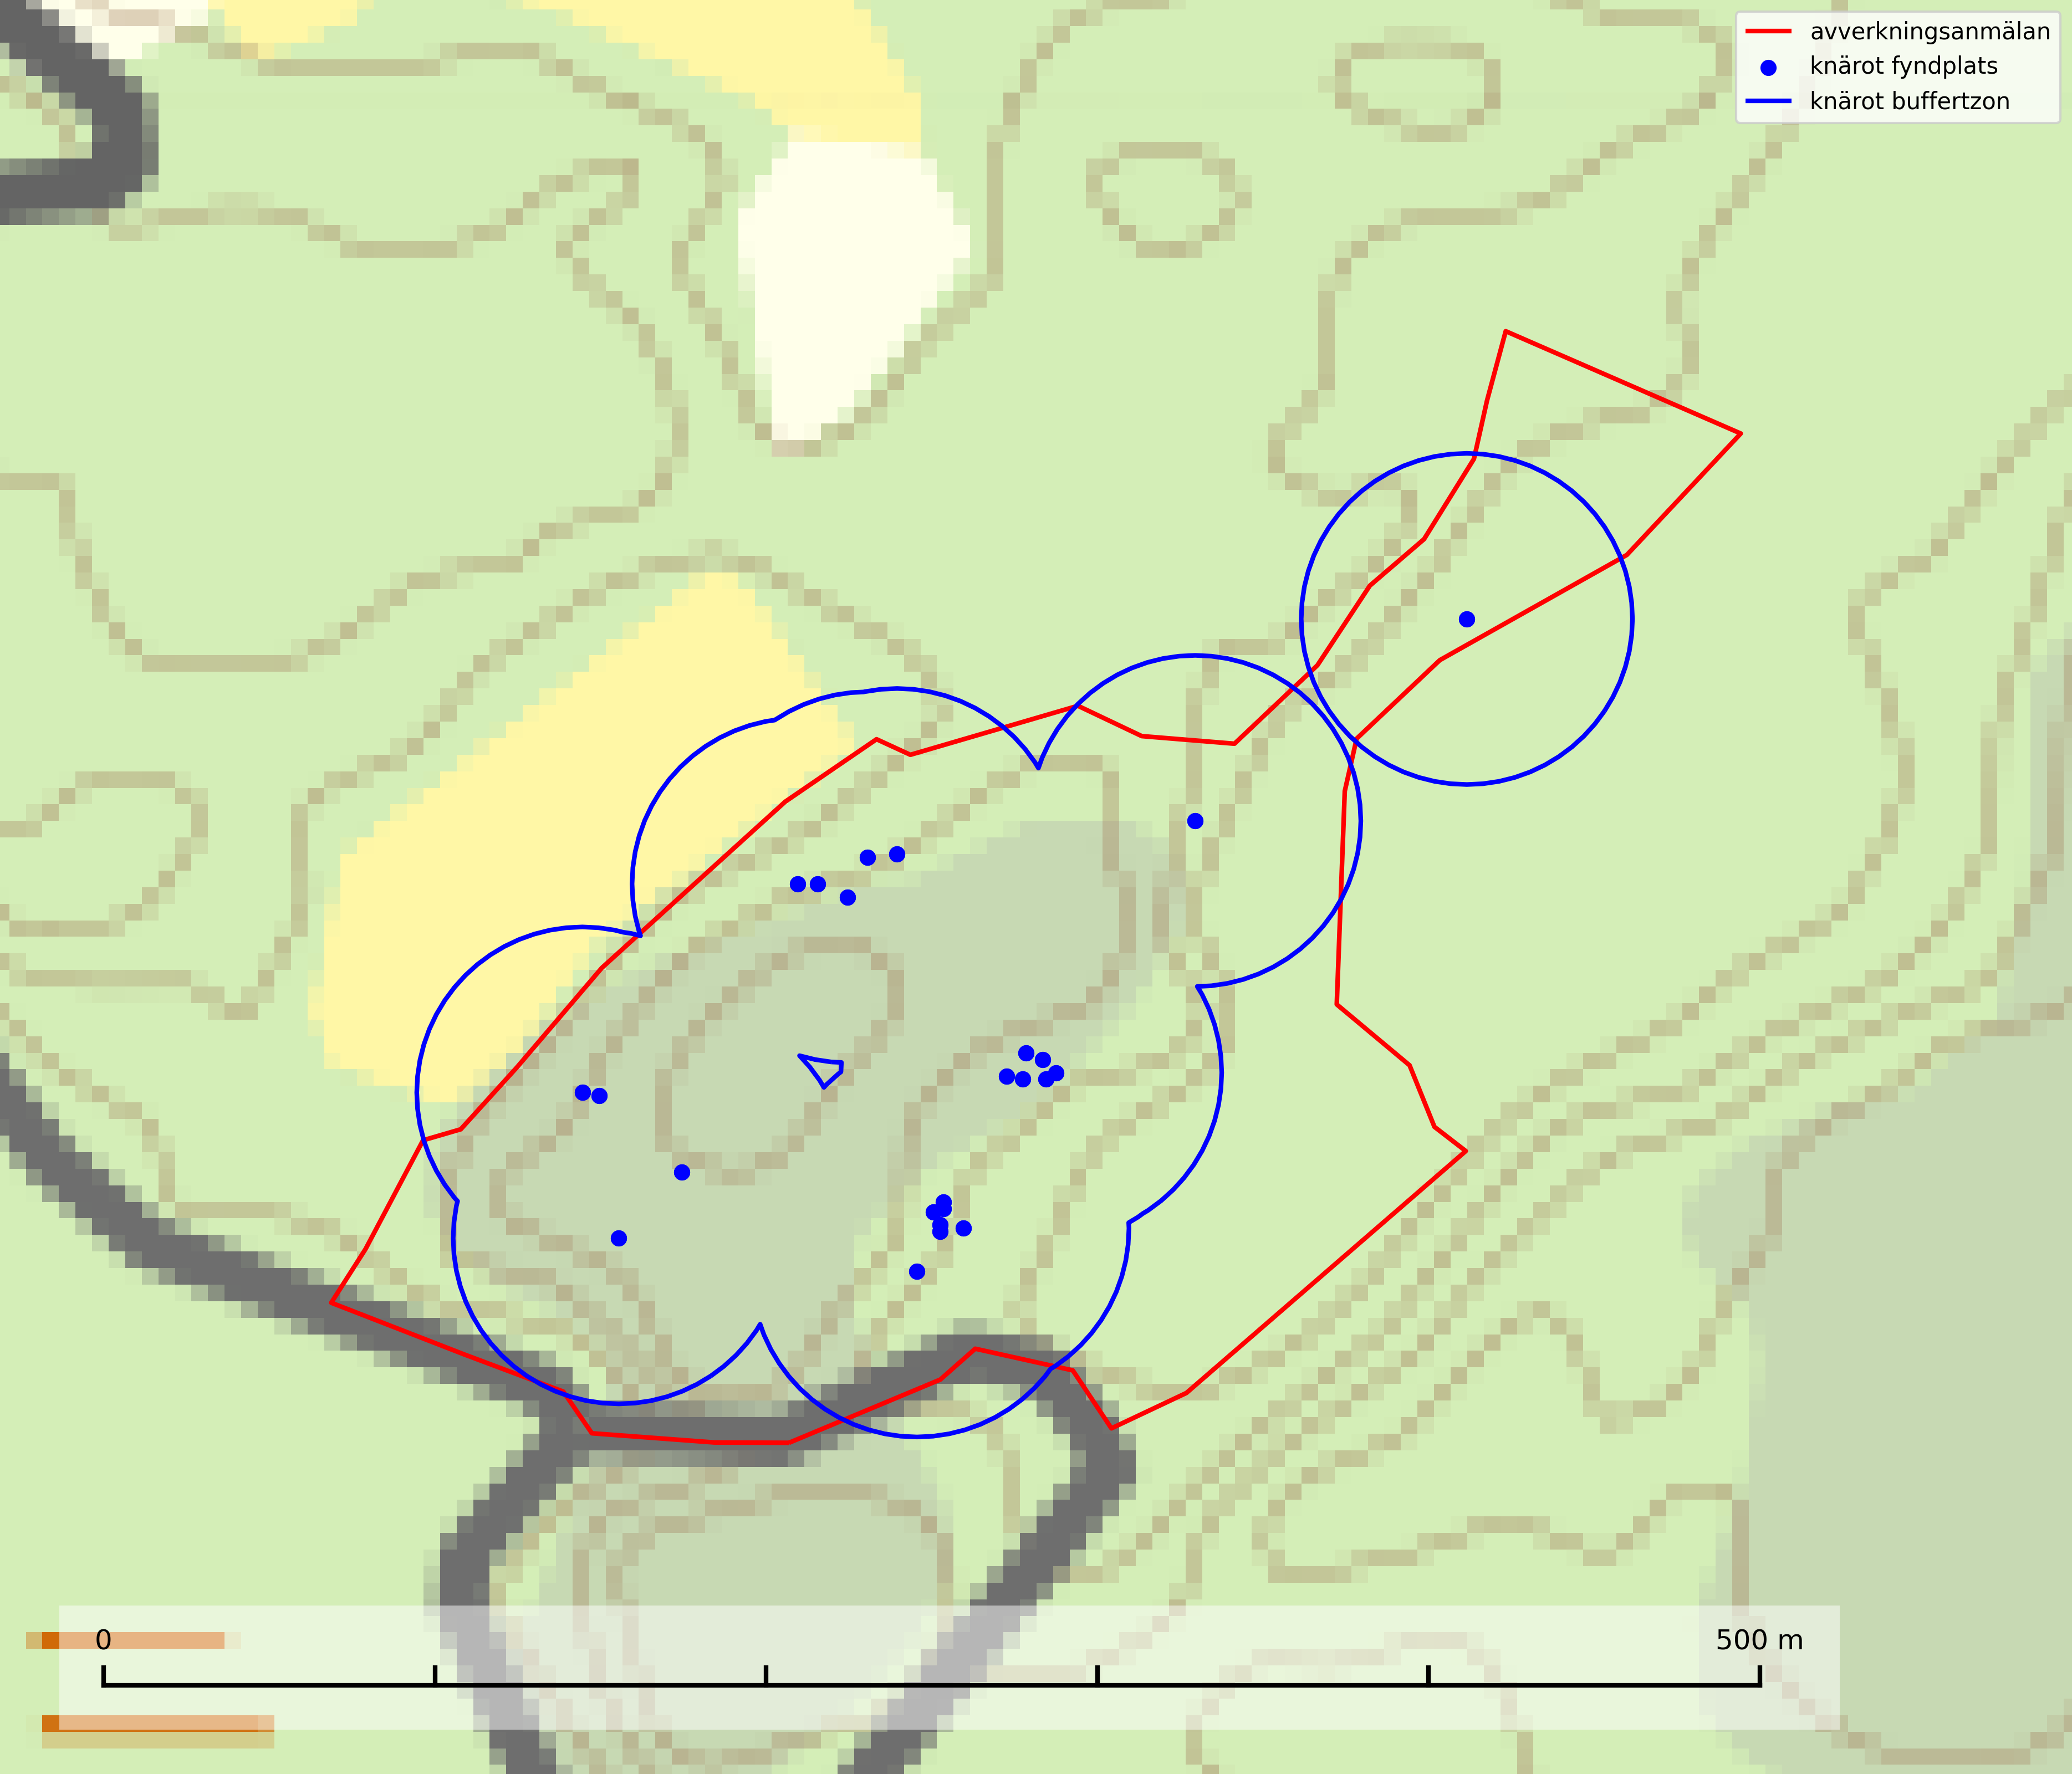 avverkningsanmälan
knärot fyndplats
knärot buffertzon
0
500 m